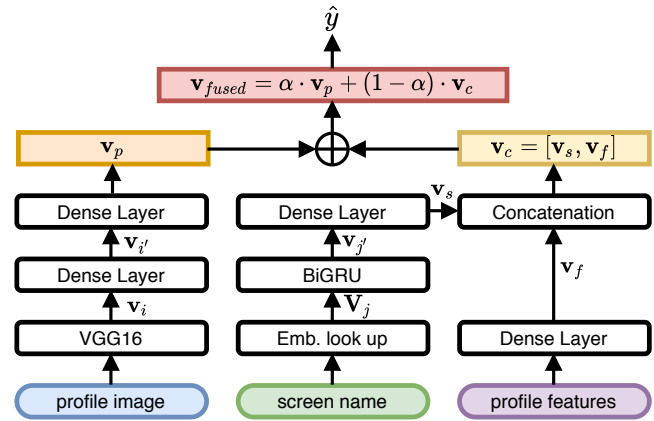 ŷ
v_fused = α · v_p + (1 − α) · v_c
v_p
v_c = [v_s, v_f]
v_s
Dense Layer
Dense Layer
Concatenation
v_i′
v_j′
Dense Layer
BiGRU
v_f
v_i
V_j
VGG16
Emb. look up
Dense Layer
profile image
screen name
profile features